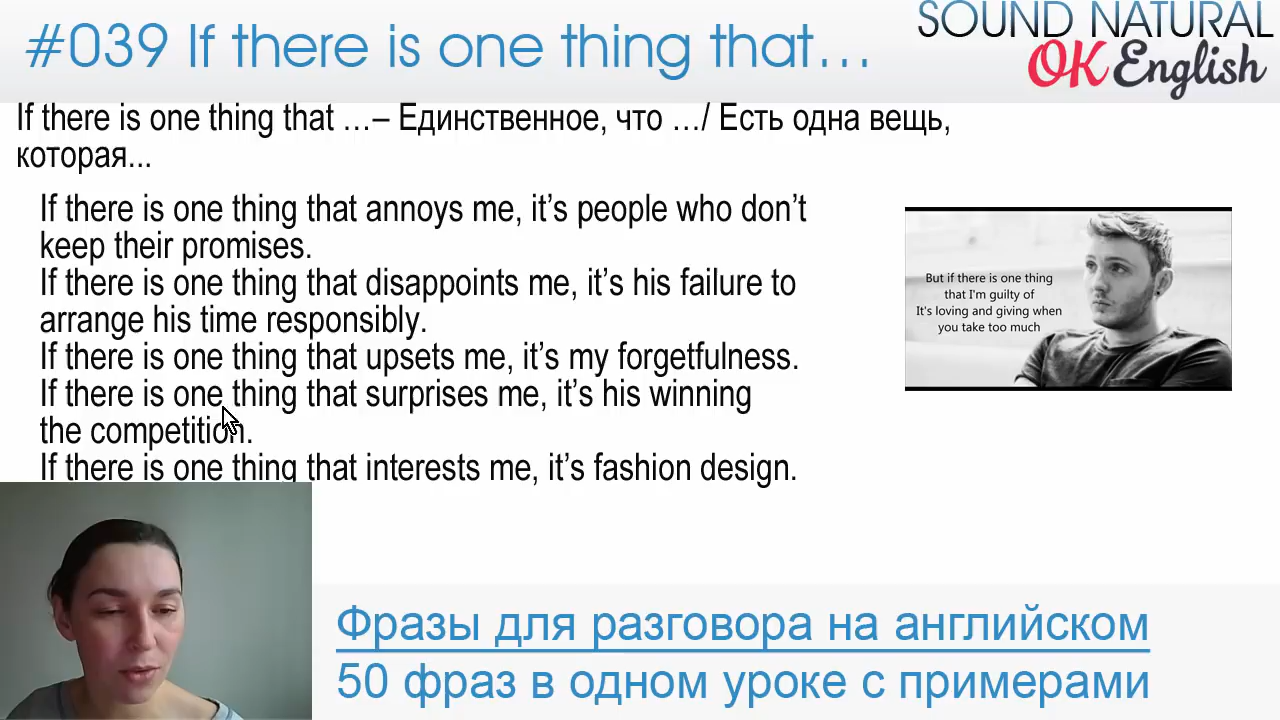 #039 If there is one thing that…
SOUND NATURAL
OK English
If there is one thing that …– Единственное, что …/ Есть одна вещь,
которая...
If there is one thing that annoys me, it’s people who don’t
keep their promises.
If there is one thing that disappoints me, it’s his failure to
arrange his time responsibly.
If there is one thing that upsets me, it’s my forgetfulness.
If there is one thing that surprises me, it’s his winning
the competition.
If there is one thing that interests me, it’s fashion design.
But if there is one thing
that I'm guilty of
It's loving and giving when
you take too much
Фразы для разговора на английском
50 фраз в одном уроке с примерами